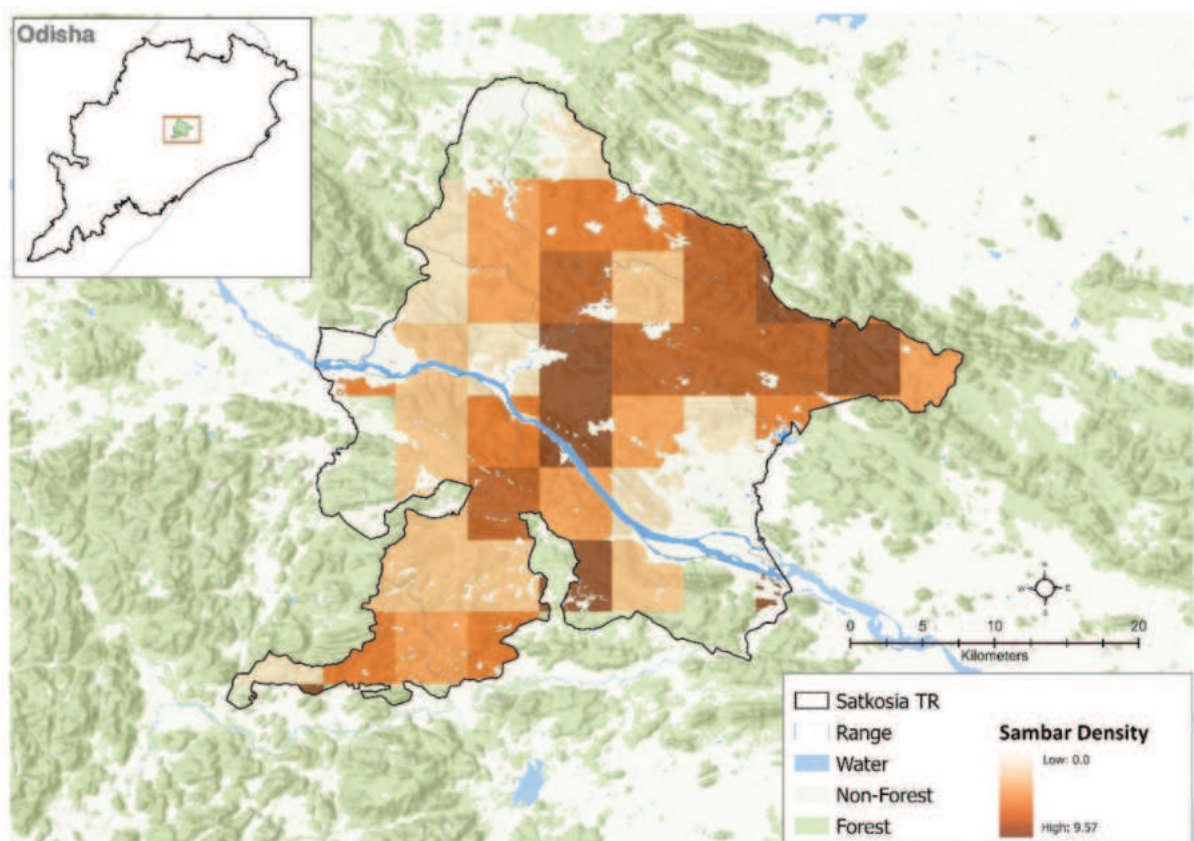 Odisha
N
W E
S
0 5 10 20
Kilometers
Satkosia TR
Range
Water
Non-Forest
Forest
Sambar Density
Low: 0.0
High: 9.57